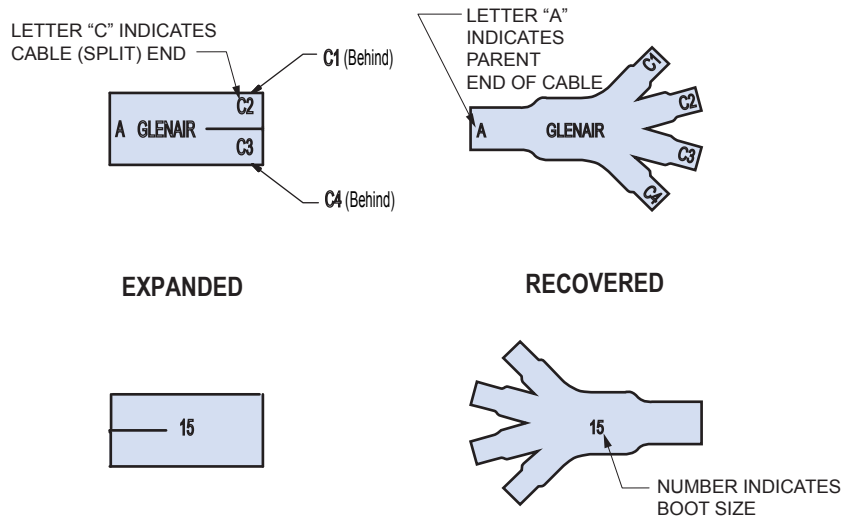 LETTER “C” INDICATES
CABLE (SPLIT) END
C1 (Behind)
C2
A GLENAIR
C3
C4 (Behind)
LETTER “A”
INDICATES
PARENT
END OF CABLE
C1
C2
A GLENAIR
C3
C4
EXPANDED
RECOVERED
15
15
NUMBER INDICATES
BOOT SIZE